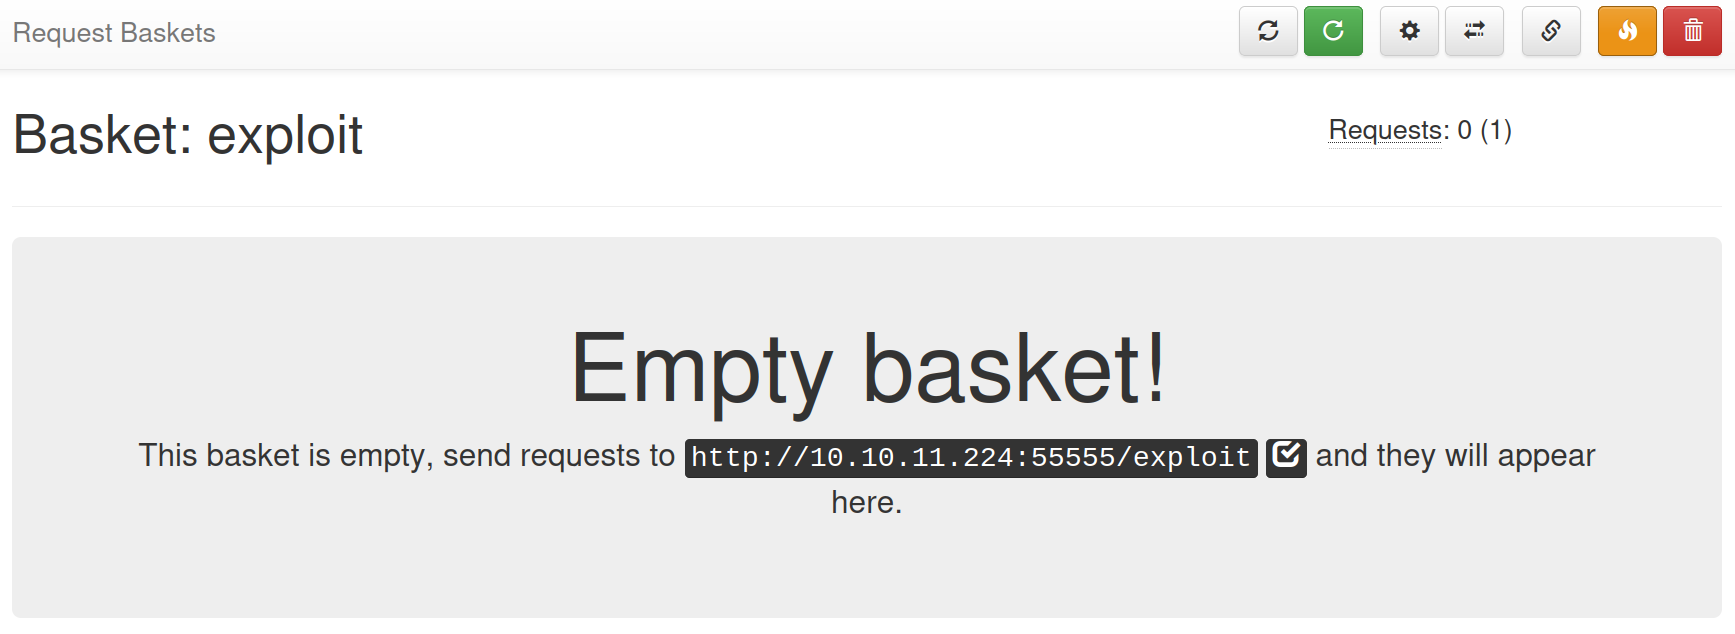 Request Baskets
Basket: exploit
Requests: 0 (1)
Empty basket!
This basket is empty, send requests to http://10.10.11.224:55555/exploit and they will appear
here.